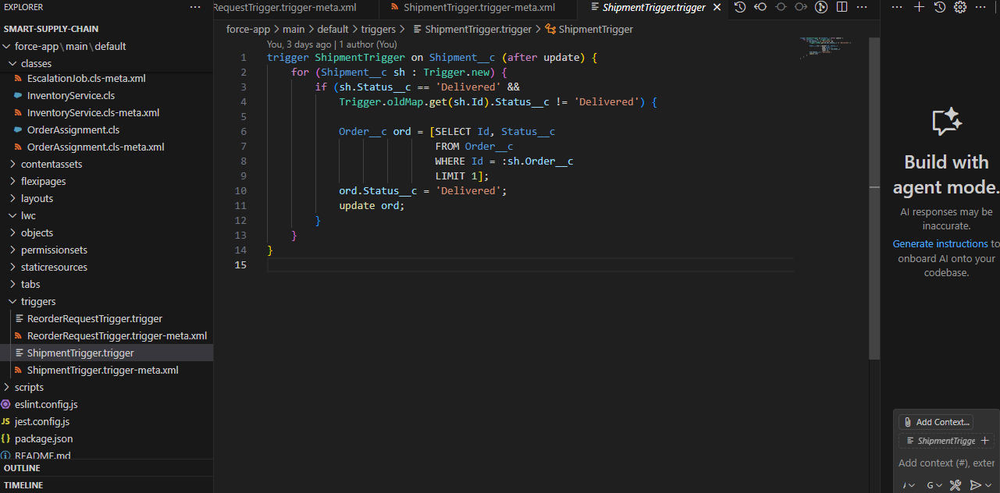 EXPLORER
SMART-SUPPLY-CHAIN
force-app\main\default
classes
EscalationJob.cls-meta.xml
InventoryService.cls
InventoryService.cls-meta.xml
OrderAssignment.cls
OrderAssignment.cls-meta.xml
contentassets
flexipages
layouts
lwc
objects
permissionsets
staticresources
tabs
triggers
ReorderRequestTrigger.trigger
ReorderRequestTrigger.trigger-meta.xml
ShipmentTrigger.trigger
ShipmentTrigger.trigger-meta.xml
scripts
eslint.config.js
JS jest.config.js
{} package.json
README.md
OUTLINE
TIMELINE
RequestTrigger.trigger-meta.xml
ShipmentTrigger.trigger-meta.xml
ShipmentTrigger.trigger
force-app > main > default > triggers > ShipmentTrigger.trigger > ShipmentTrigger
You, 3 days ago | 1 author (You)
1 trigger ShipmentTrigger on Shipment__c (after update) {
2 for (Shipment__c sh : Trigger.new) {
3 if (sh.Status__c == 'Delivered' &&
4 Trigger.oldMap.get(sh.Id).Status__c != 'Delivered') {
5
6 Order__c ord = [SELECT Id, Status__c
7 FROM Order__c
8 WHERE Id = :sh.Order__c
9 LIMIT 1];
10 ord.Status__c = 'Delivered';
11 update ord;
12 }
13 }
14 }
15
Build with
agent mode.
AI responses may be
inaccurate.
Generate instructions to
onboard AI onto your
codebase.
Add Context...
ShipmentTrigge
Add context (#), exter
A
G